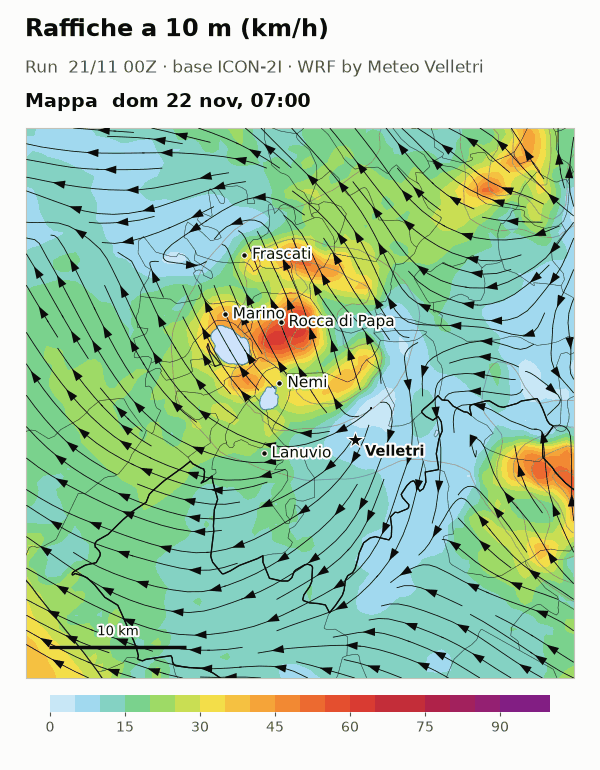 Raffiche a 10 m (km/h)
Run  21/11 00Z · base ICON-2I · WRF by Meteo Velletri
Mappa  dom 22 nov, 07:00
Frascati
Marino
Rocca di Papa
Nemi
Lanuvio
Velletri
10 km
0 15 30 45 60 75 90